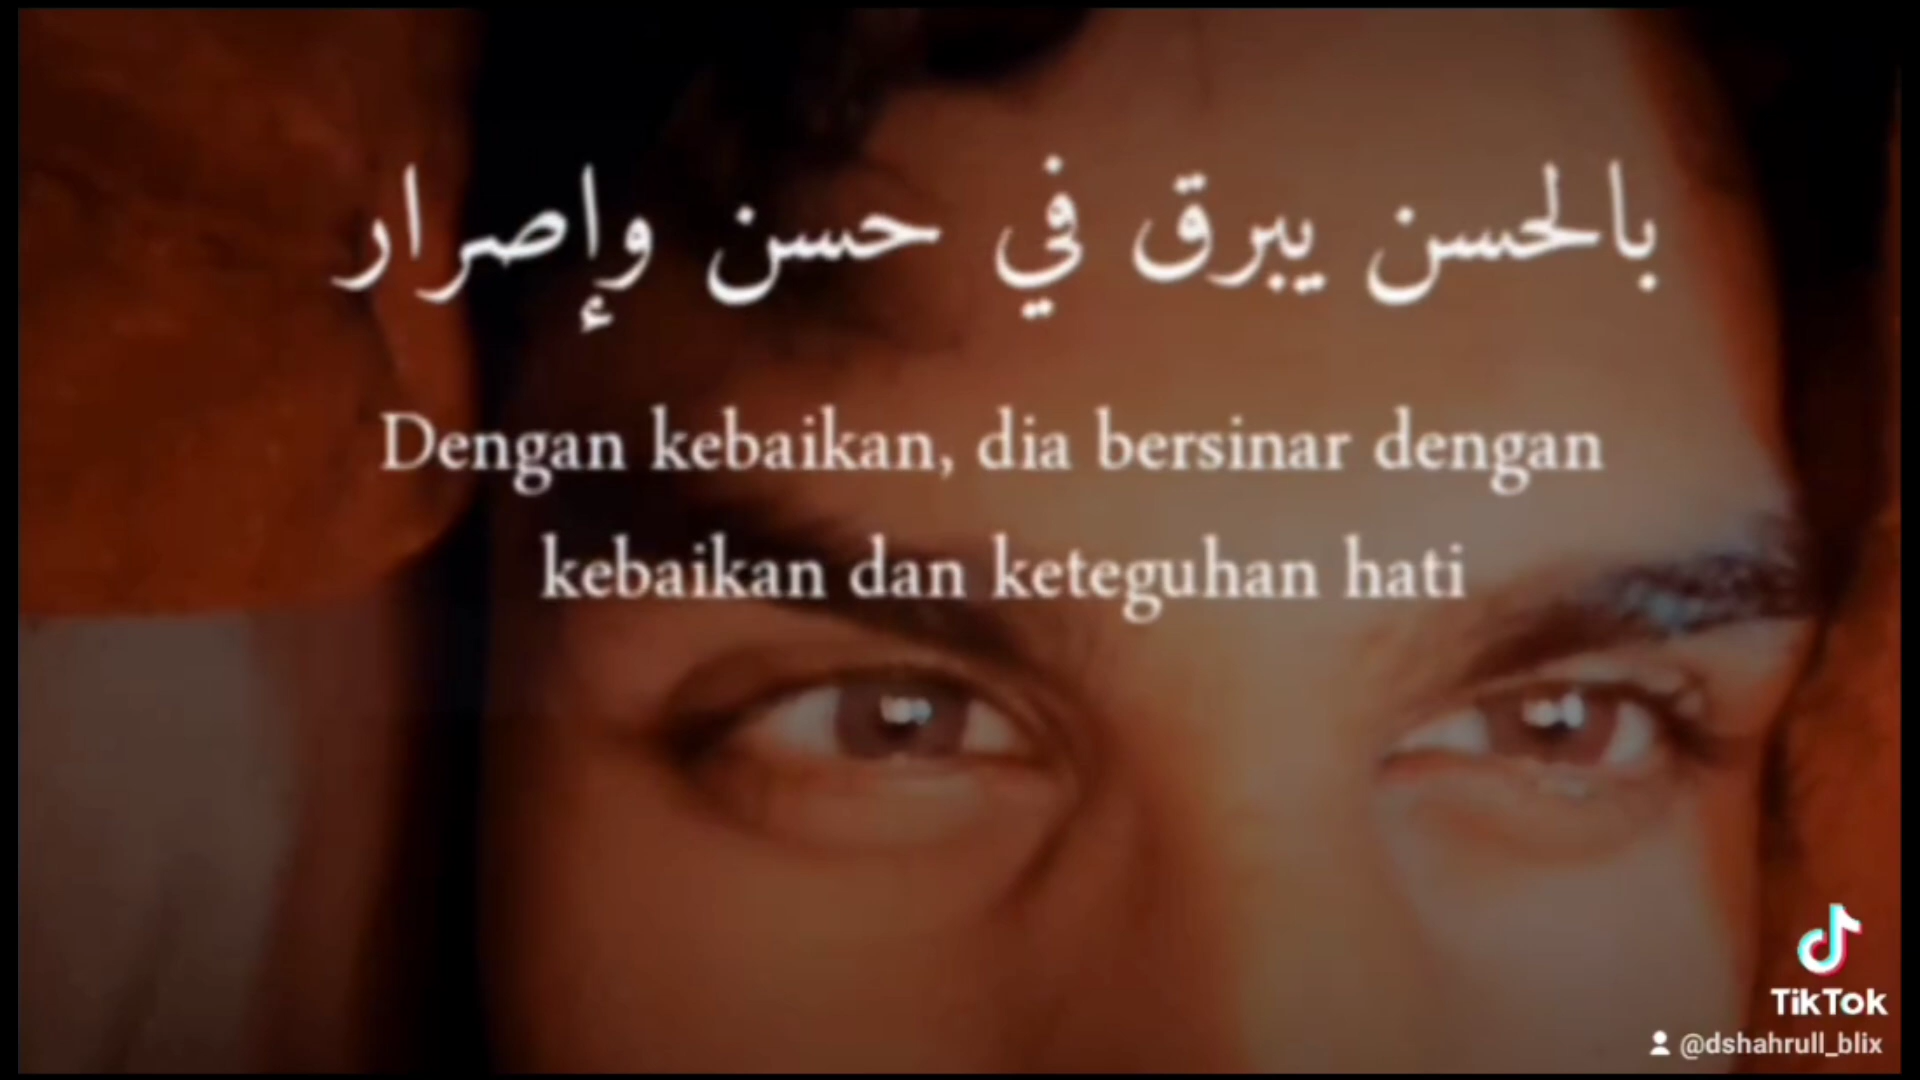 بالحسن يبرق في حسن وإصرار
Dengan kebaikan, dia bersinar dengan
kebaikan dan keteguhan hati
TikTok
@dshahrull_blix